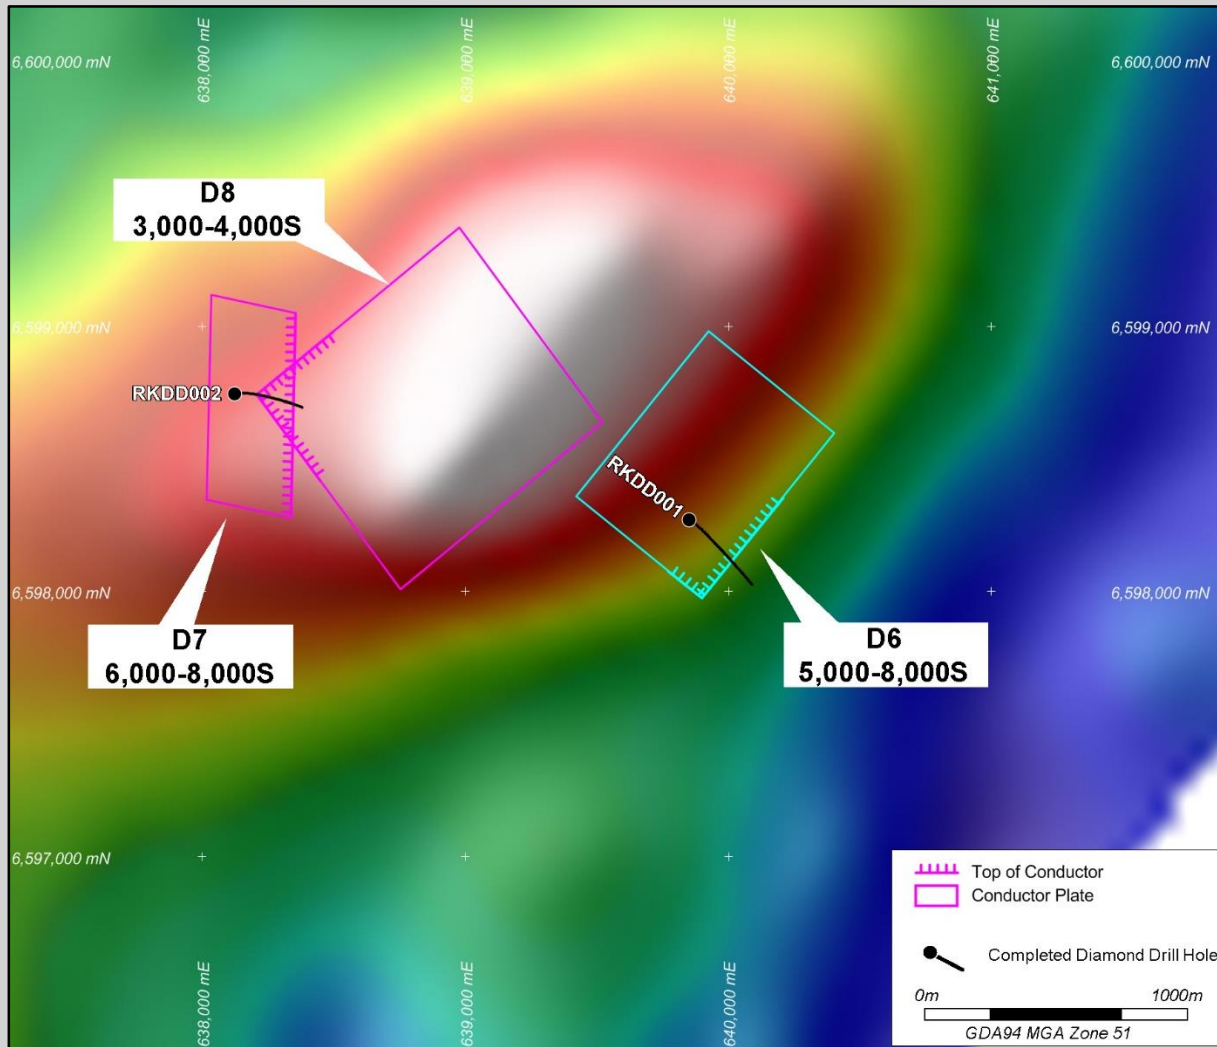 638,000 mE
639,000 mE
640,000 mE
641,000 mE
6,600,000 mN
6,600,000 mN
D8
3,000-4,000S
6,599,000 mN
6,599,000 mN
RKDD002
RKDD001
6,598,000 mN
6,598,000 mN
D7
6,000-8,000S
D6
5,000-8,000S
6,597,000 mN
Top of Conductor
Conductor Plate
Completed Diamond Drill Hole
638,000 mE
639,000 mE
640,000 mE
0m 1000m
GDA94 MGA Zone 51